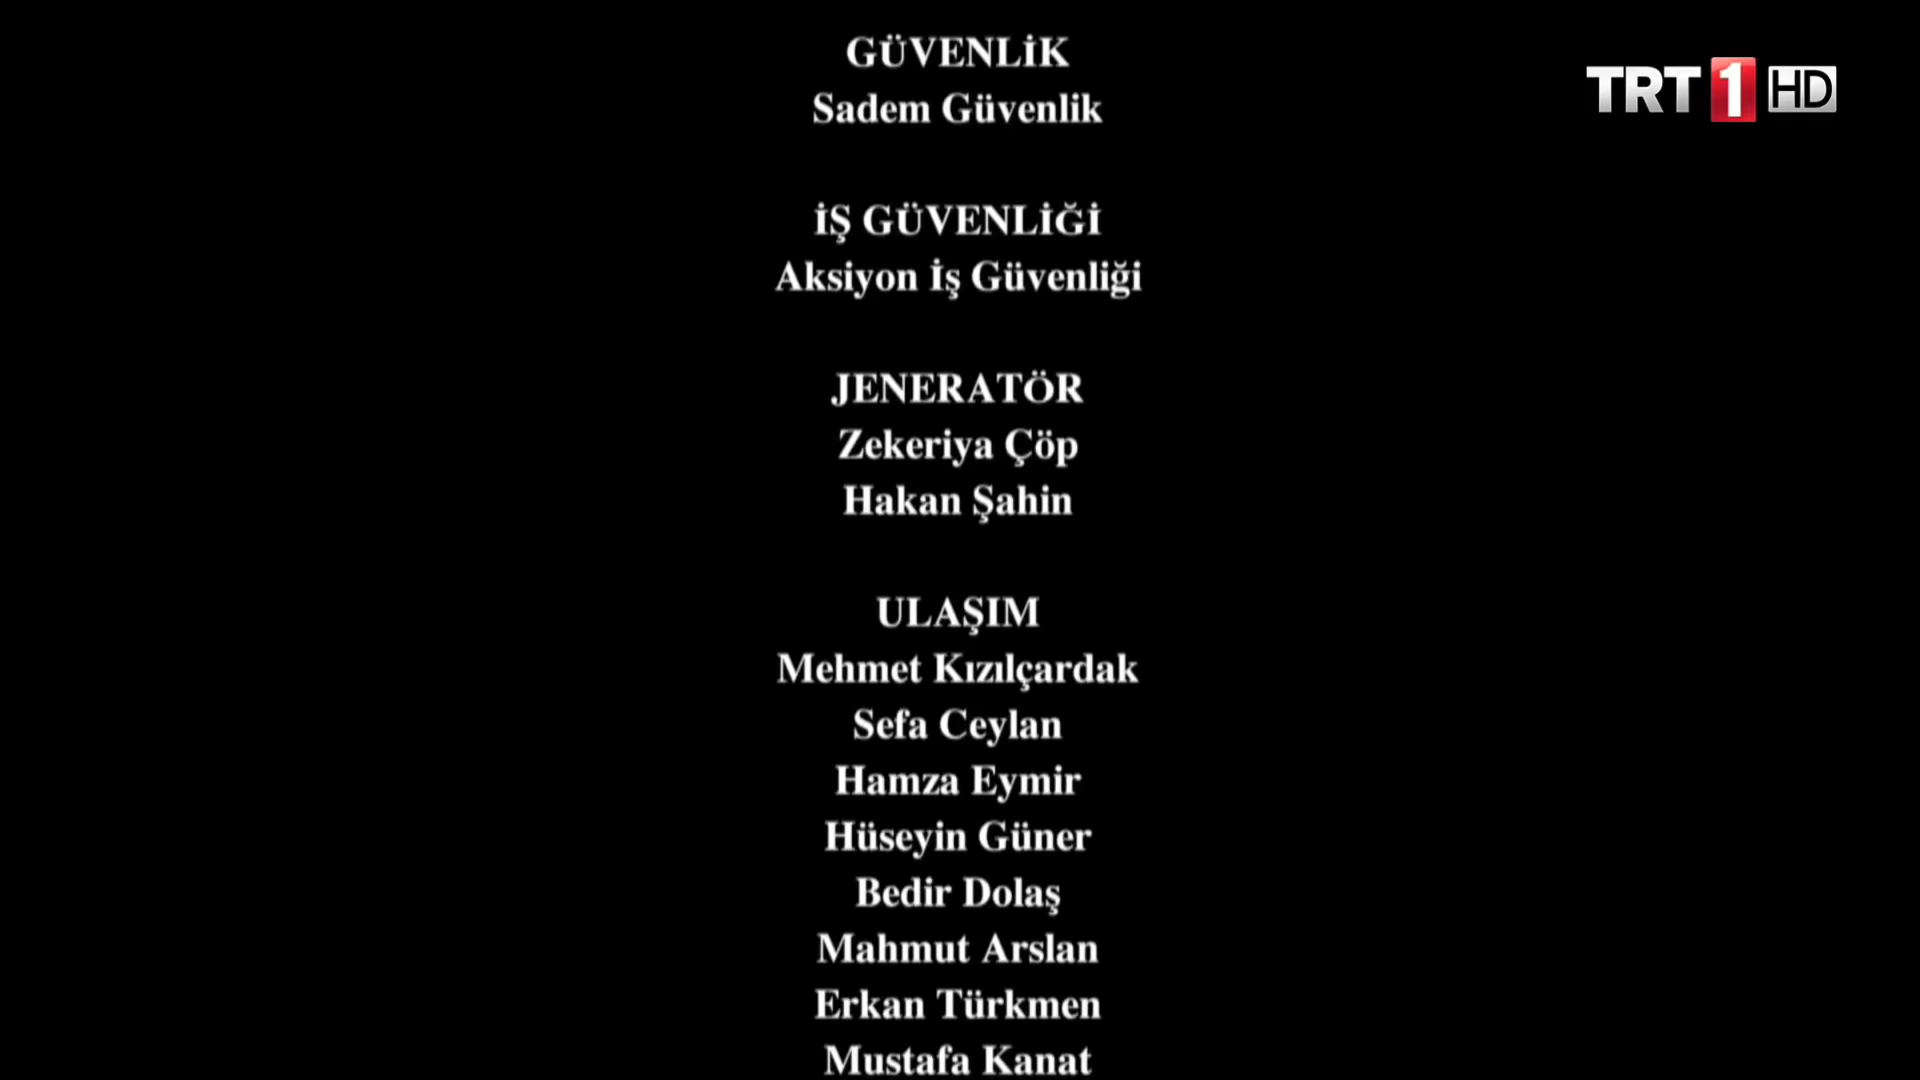 GÜVENLİK
Sadem Güvenlik
TRT 1 HD
İŞ GÜVENLİĞİ
Aksiyon İş Güvenliği
JENERATÖR
Zekeriya Çöp
Hakan Şahin
ULAŞIM
Mehmet Kızılçardak
Sefa Ceylan
Hamza Eymir
Hüseyin Güner
Bedir Dolaş
Mahmut Arslan
Erkan Türkmen
Mustafa Kanat